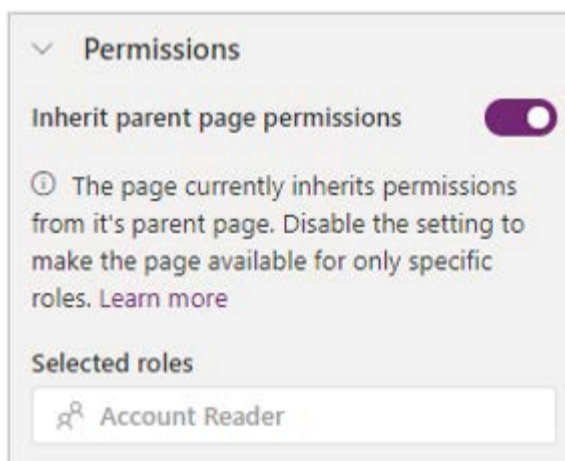 Permissions
Inherit parent page permissions
The page currently inherits permissions
from it's parent page. Disable the setting to
make the page available for only specific
roles. Learn more
Selected roles
Account Reader